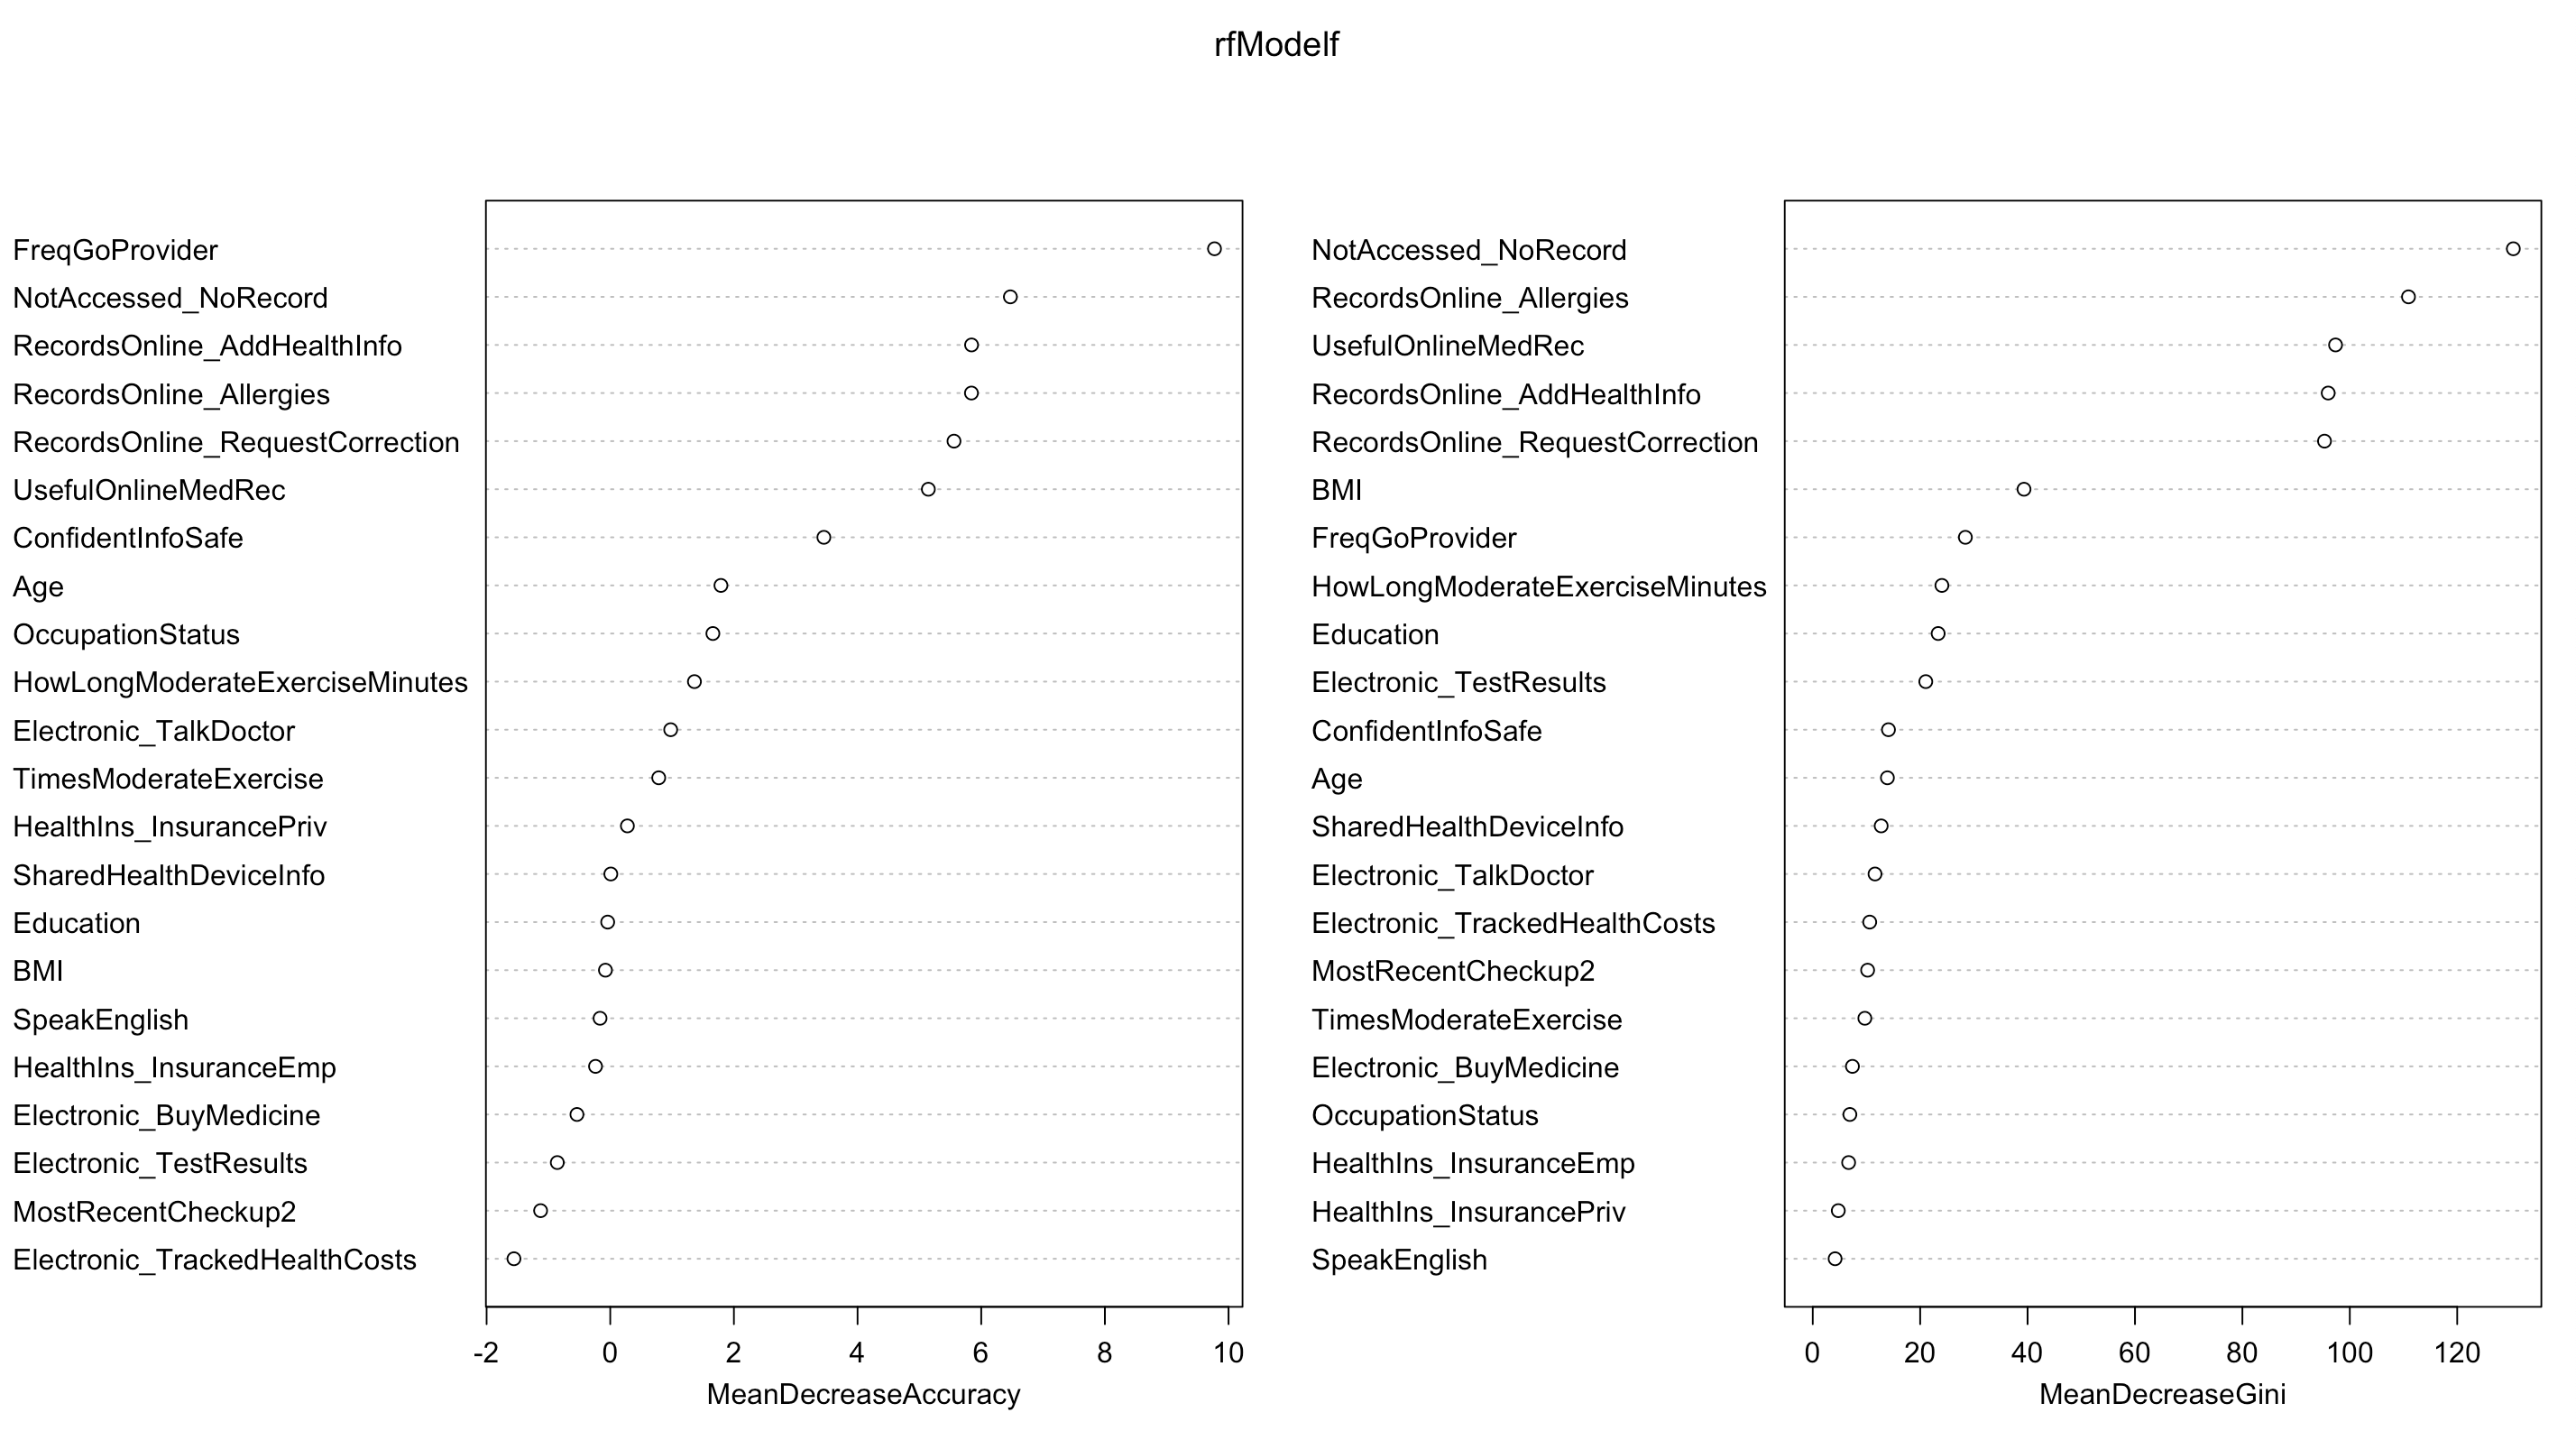 rfModelf
FreqGoProvider
NotAccessed_NoRecord
RecordsOnline_AddHealthInfo
RecordsOnline_Allergies
RecordsOnline_RequestCorrection
UsefulOnlineMedRec
ConfidentInfoSafe
Age
OccupationStatus
HowLongModerateExerciseMinutes
Electronic_TalkDoctor
TimesModerateExercise
HealthIns_InsurancePriv
SharedHealthDeviceInfo
Education
BMI
SpeakEnglish
HealthIns_InsuranceEmp
Electronic_BuyMedicine
Electronic_TestResults
MostRecentCheckup2
Electronic_TrackedHealthCosts
-2 0 2 4 6 8 10
MeanDecreaseAccuracy
NotAccessed_NoRecord
RecordsOnline_Allergies
UsefulOnlineMedRec
RecordsOnline_AddHealthInfo
RecordsOnline_RequestCorrection
BMI
FreqGoProvider
HowLongModerateExerciseMinutes
Education
Electronic_TestResults
ConfidentInfoSafe
Age
SharedHealthDeviceInfo
Electronic_TalkDoctor
Electronic_TrackedHealthCosts
MostRecentCheckup2
TimesModerateExercise
Electronic_BuyMedicine
OccupationStatus
HealthIns_InsuranceEmp
HealthIns_InsurancePriv
SpeakEnglish
0 20 40 60 80 100 120
MeanDecreaseGini